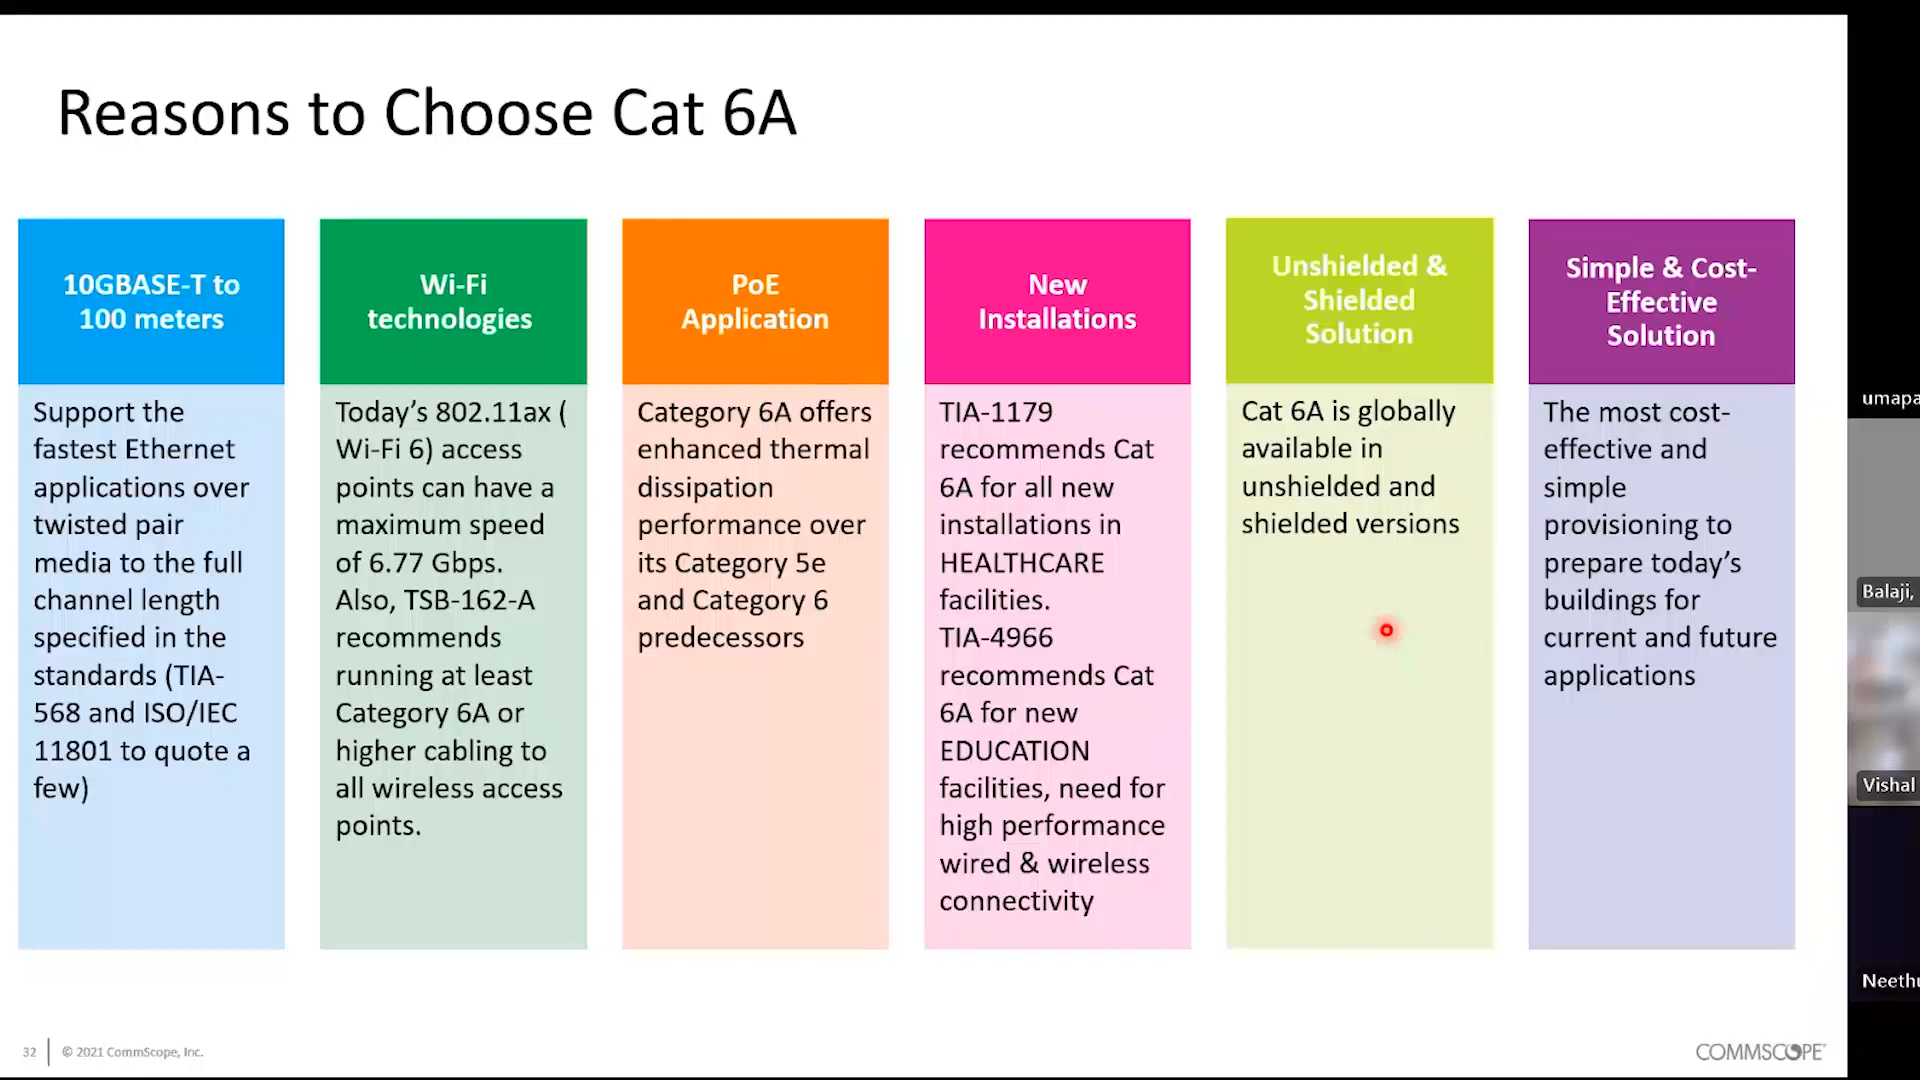 Reasons to Choose Cat 6A
10GBASE-T to
100 meters
Support the
fastest Ethernet
applications over
twisted pair
media to the full
channel length
specified in the
standards (TIA-
568 and ISO/IEC
11801 to quote a
few)
Wi-Fi
technologies
Today’s 802.11ax (
Wi-Fi 6) access
points can have a
maximum speed
of 6.77 Gbps.
Also, TSB-162-A
recommends
running at least
Category 6A or
higher cabling to
all wireless access
points.
PoE
Application
Category 6A offers
enhanced thermal
dissipation
performance over
its Category 5e
and Category 6
predecessors
New
Installations
TIA-1179
recommends Cat
6A for all new
installations in
HEALTHCARE
facilities.
TIA-4966
recommends Cat
6A for new
EDUCATION
facilities, need for
high performance
wired & wireless
connectivity
Unshielded &
Shielded
Solution
Cat 6A is globally
available in
unshielded and
shielded versions
Simple & Cost-
Effective
Solution
The most cost-
effective and
simple
provisioning to
prepare today’s
buildings for
current and future
applications
umapa
Balaji,
Vishal
Neethu
32
© 2021 CommScope, Inc.
COMMSCOPE